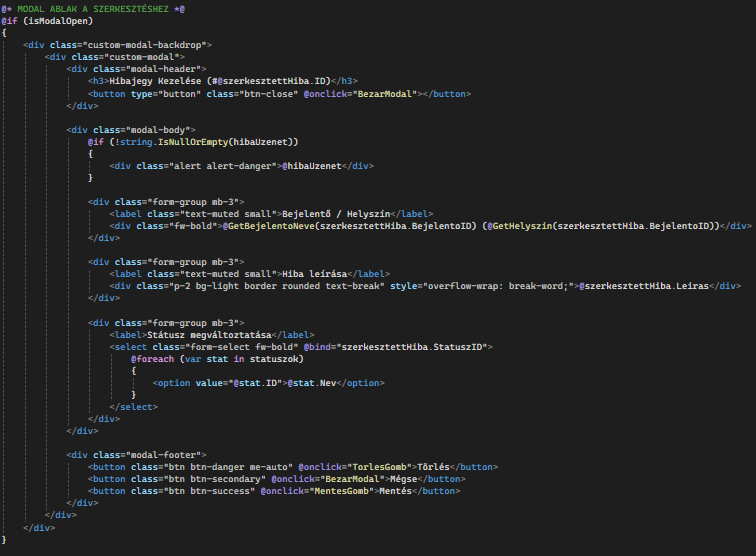 @* MODAL ABLAK A SZERKESZTÉSHEZ *@
@if (isModalOpen)
{
<div class="custom-modal-backdrop">
<div class="custom-modal">
<div class="modal-header">
<h3>Hibajegy Kezelése (#@szerkesztettHiba.ID)</h3>
<button type="button" class="btn-close" @onclick="BezarModal"></button>
</div>
<div class="modal-body">
@if (!string.IsNullOrEmpty(hibaUzenet))
{
<div class="alert alert-danger">@hibaUzenet</div>
}
<div class="form-group mb-3">
<label class="text-muted small">Bejelentő / Helyszín</label>
<div class="fw-bold">@GetBejelentoNeve(szerkesztettHiba.BejelentoID) (@GetHelyszin(szerkesztettHiba.BejelentoID))</div>
</div>
<div class="form-group mb-3">
<label class="text-muted small">Hiba leírása</label>
<div class="p-2 bg-light border rounded text-break" style="overflow-wrap: break-word;">@szerkesztettHiba.Leiras</div>
</div>
<div class="form-group mb-3">
<label>Státusz megváltoztatása</label>
<select class="form-select fw-bold" @bind="szerkesztettHiba.StatuszID">
@foreach (var stat in statuszok)
{
<option value="@stat.ID">@stat.Nev</option>
}
</select>
</div>
</div>
<div class="modal-footer">
<button class="btn btn-danger me-auto" @onclick="TorlesGomb">Törlés</button>
<button class="btn btn-secondary" @onclick="BezarModal">Mégse</button>
<button class="btn btn-success" @onclick="MentesGomb">Mentés</button>
</div>
</div>
</div>
}